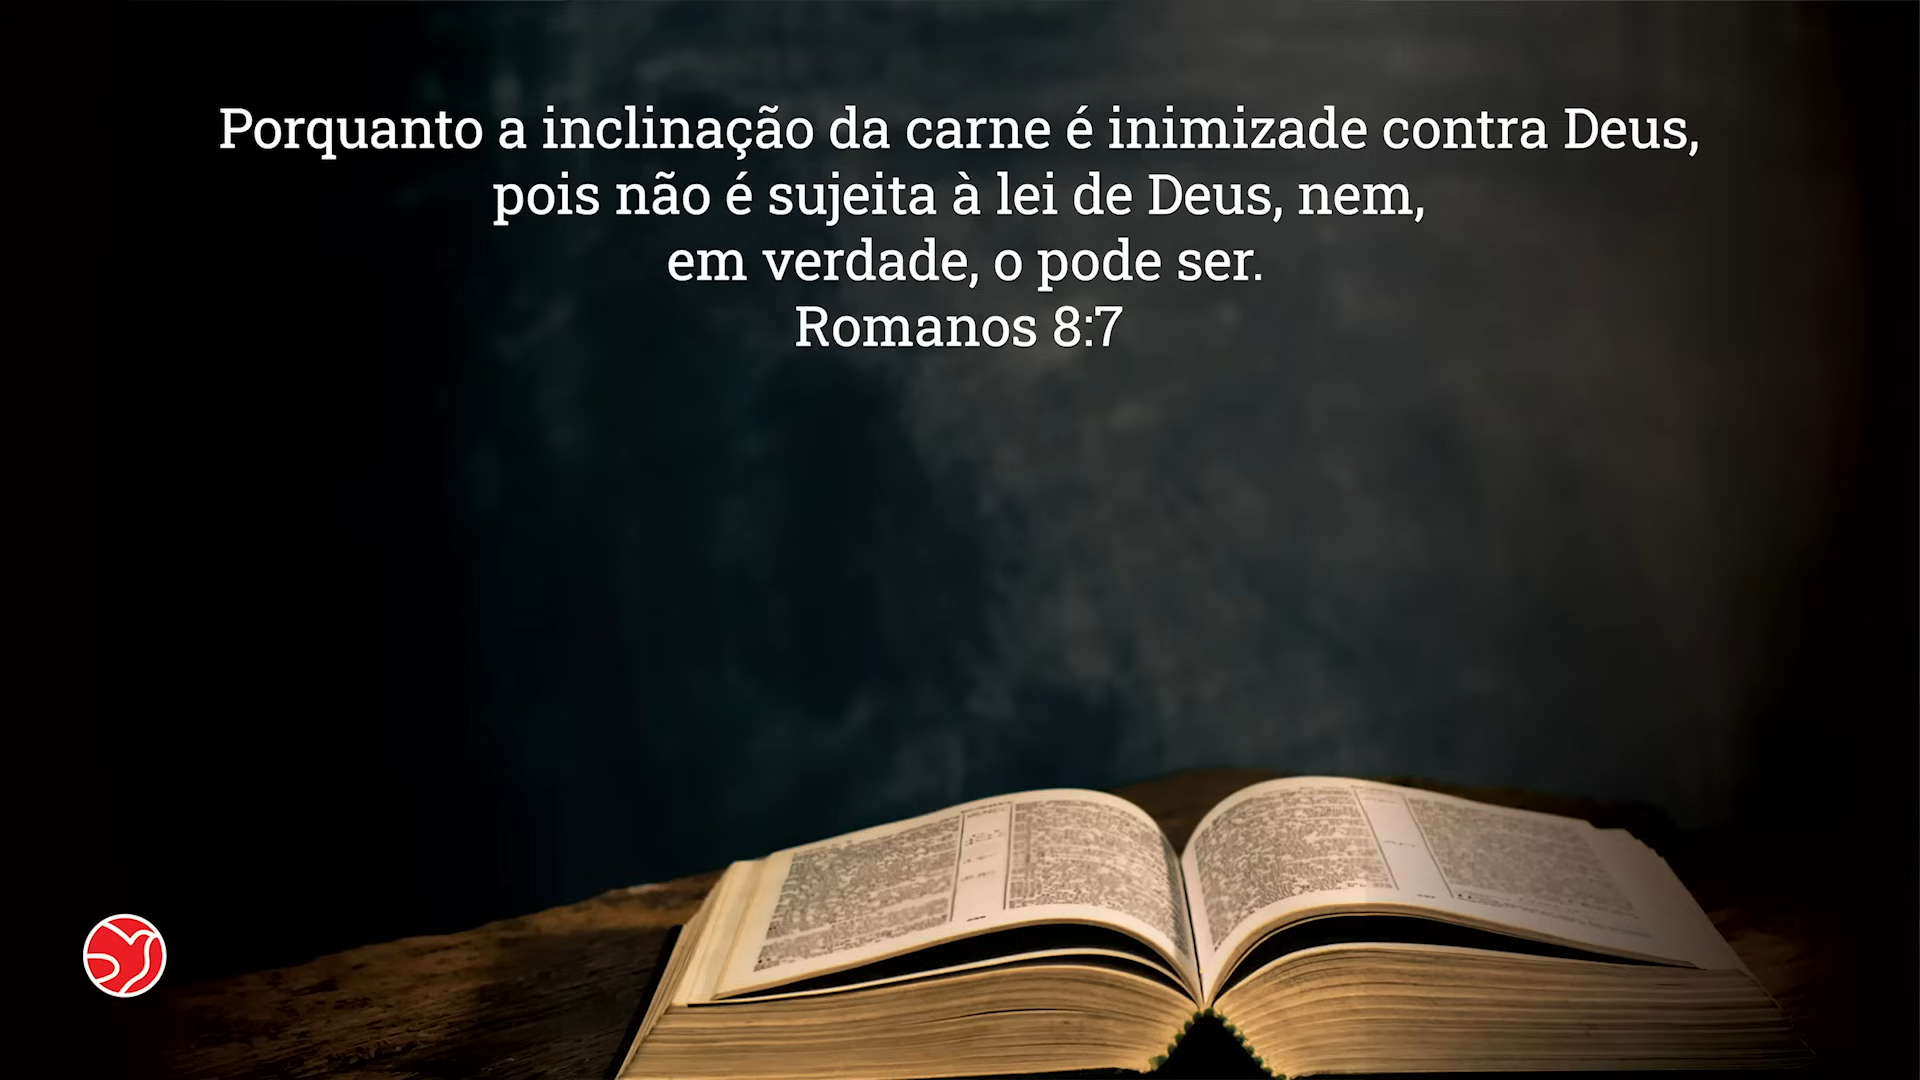 Porquanto a inclinação da carne é inimizade contra Deus,
pois não é sujeita à lei de Deus, nem,
em verdade, o pode ser.
Romanos 8:7